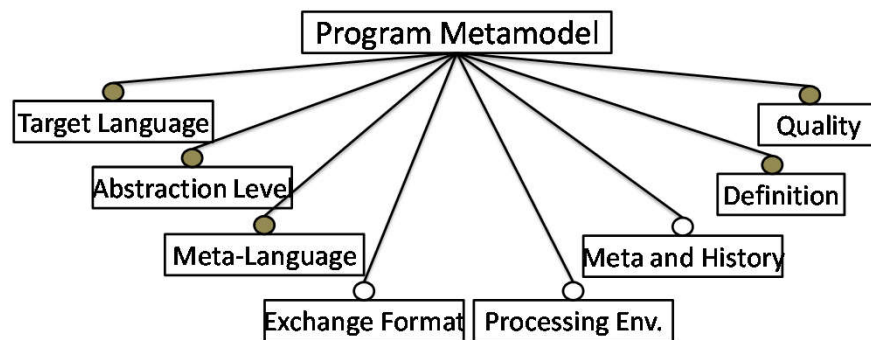 Program Metamodel
Target Language
Quality
Abstraction Level
Definition
Meta-Language
Meta and History
Exchange Format
Processing Env.